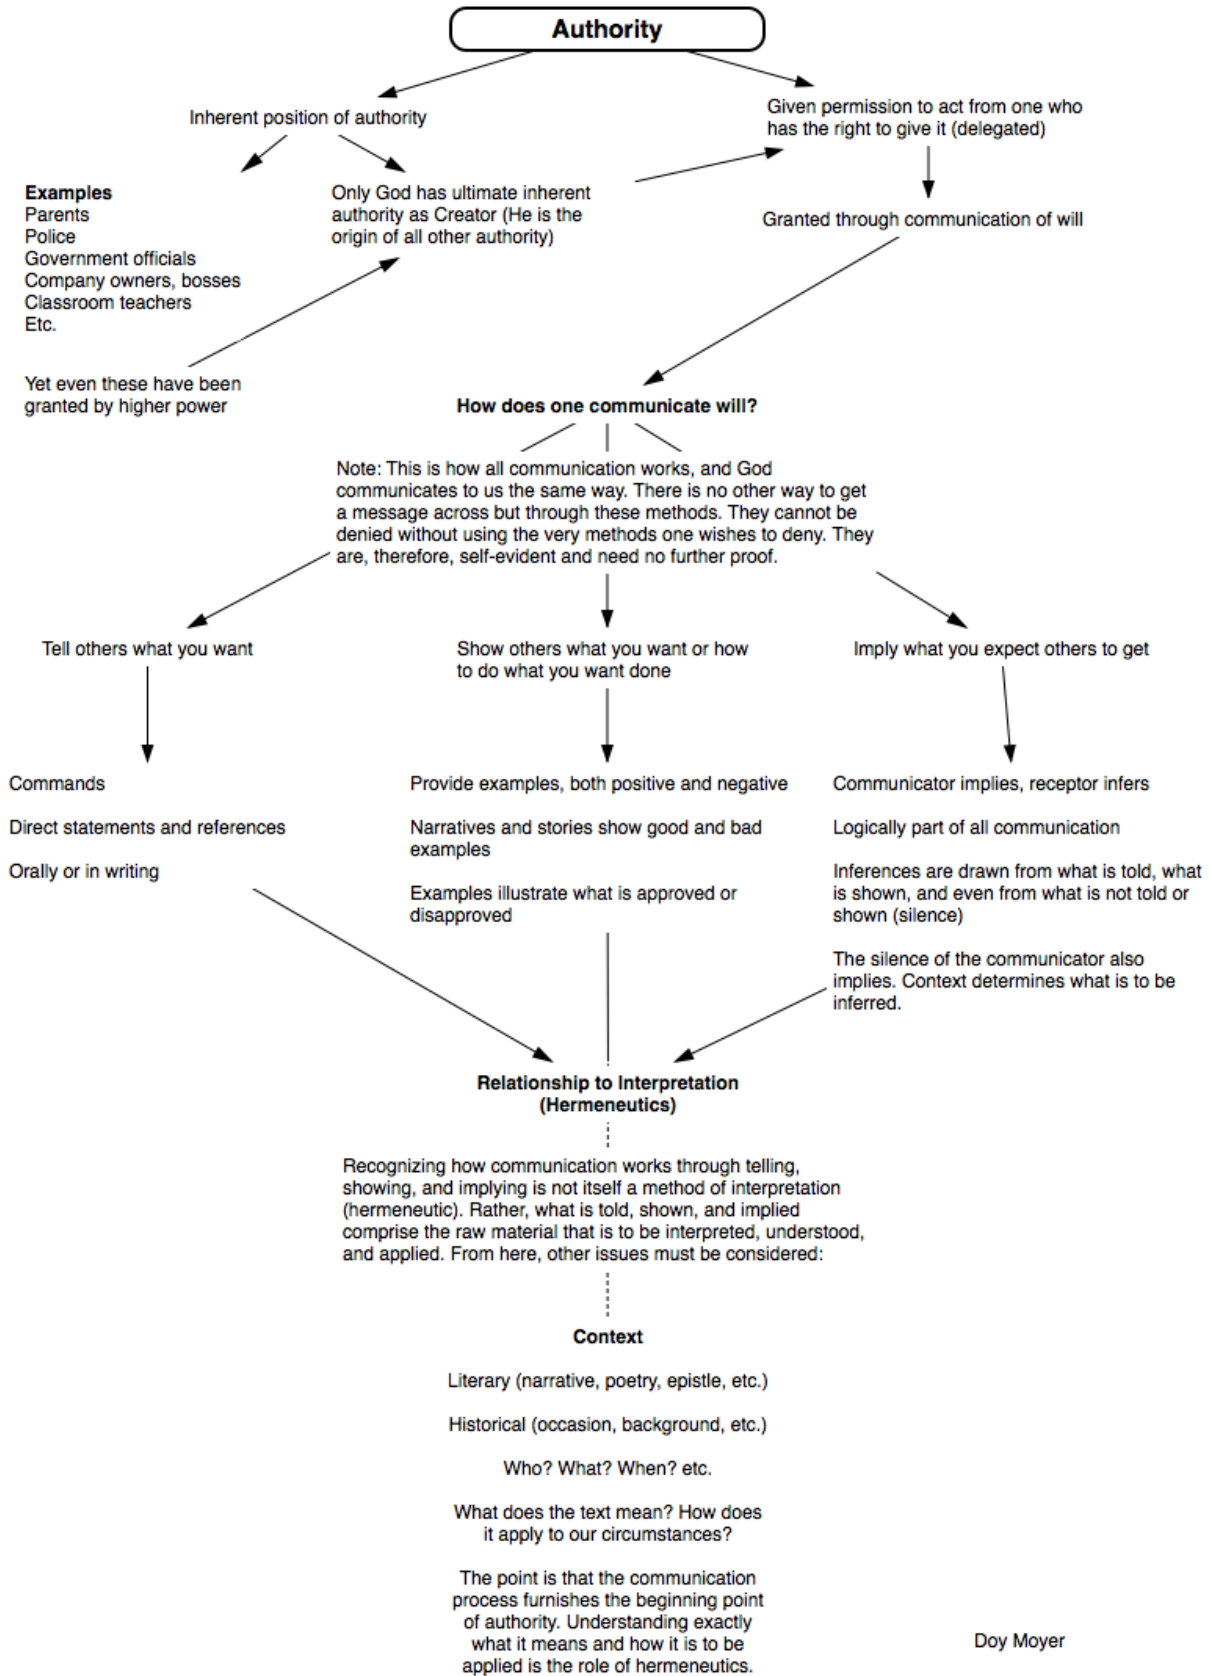 Authority
Inherent position of authority
Given permission to act from one who
has the right to give it (delegated)
Examples
Parents
Police
Government officials
Company owners, bosses
Classroom teachers
Etc.
Only God has ultimate inherent
authority as Creator (He is the
origin of all other authority)
Granted through communication of will
Yet even these have been
granted by higher power
How does one communicate will?
Note: This is how all communication works, and God
communicates to us the same way. There is no other way to get
a message across but through these methods. They cannot be
denied without using the very methods one wishes to deny. They
are, therefore, self-evident and need no further proof.
Tell others what you want
Show others what you want or how
to do what you want done
Imply what you expect others to get
Commands
Direct statements and references
Orally or in writing
Provide examples, both positive and negative
Narratives and stories show good and bad
examples
Examples illustrate what is approved or
disapproved
Communicator implies, receptor infers
Logically part of all communication
Inferences are drawn from what is told, what
is shown, and even from what is not told or
shown (silence)
The silence of the communicator also
implies. Context determines what is to be
inferred.
Relationship to Interpretation
(Hermeneutics)
Recognizing how communication works through telling,
showing, and implying is not itself a method of interpretation
(hermeneutic). Rather, what is told, shown, and implied
comprise the raw material that is to be interpreted, understood,
and applied. From here, other issues must be considered:
Context
Literary (narrative, poetry, epistle, etc.)
Historical (occasion, background, etc.)
Who? What? When? etc.
What does the text mean? How does
it apply to our circumstances?
The point is that the communication
process furnishes the beginning point
of authority. Understanding exactly
what it means and how it is to be
applied is the role of hermeneutics.
Doy Moyer